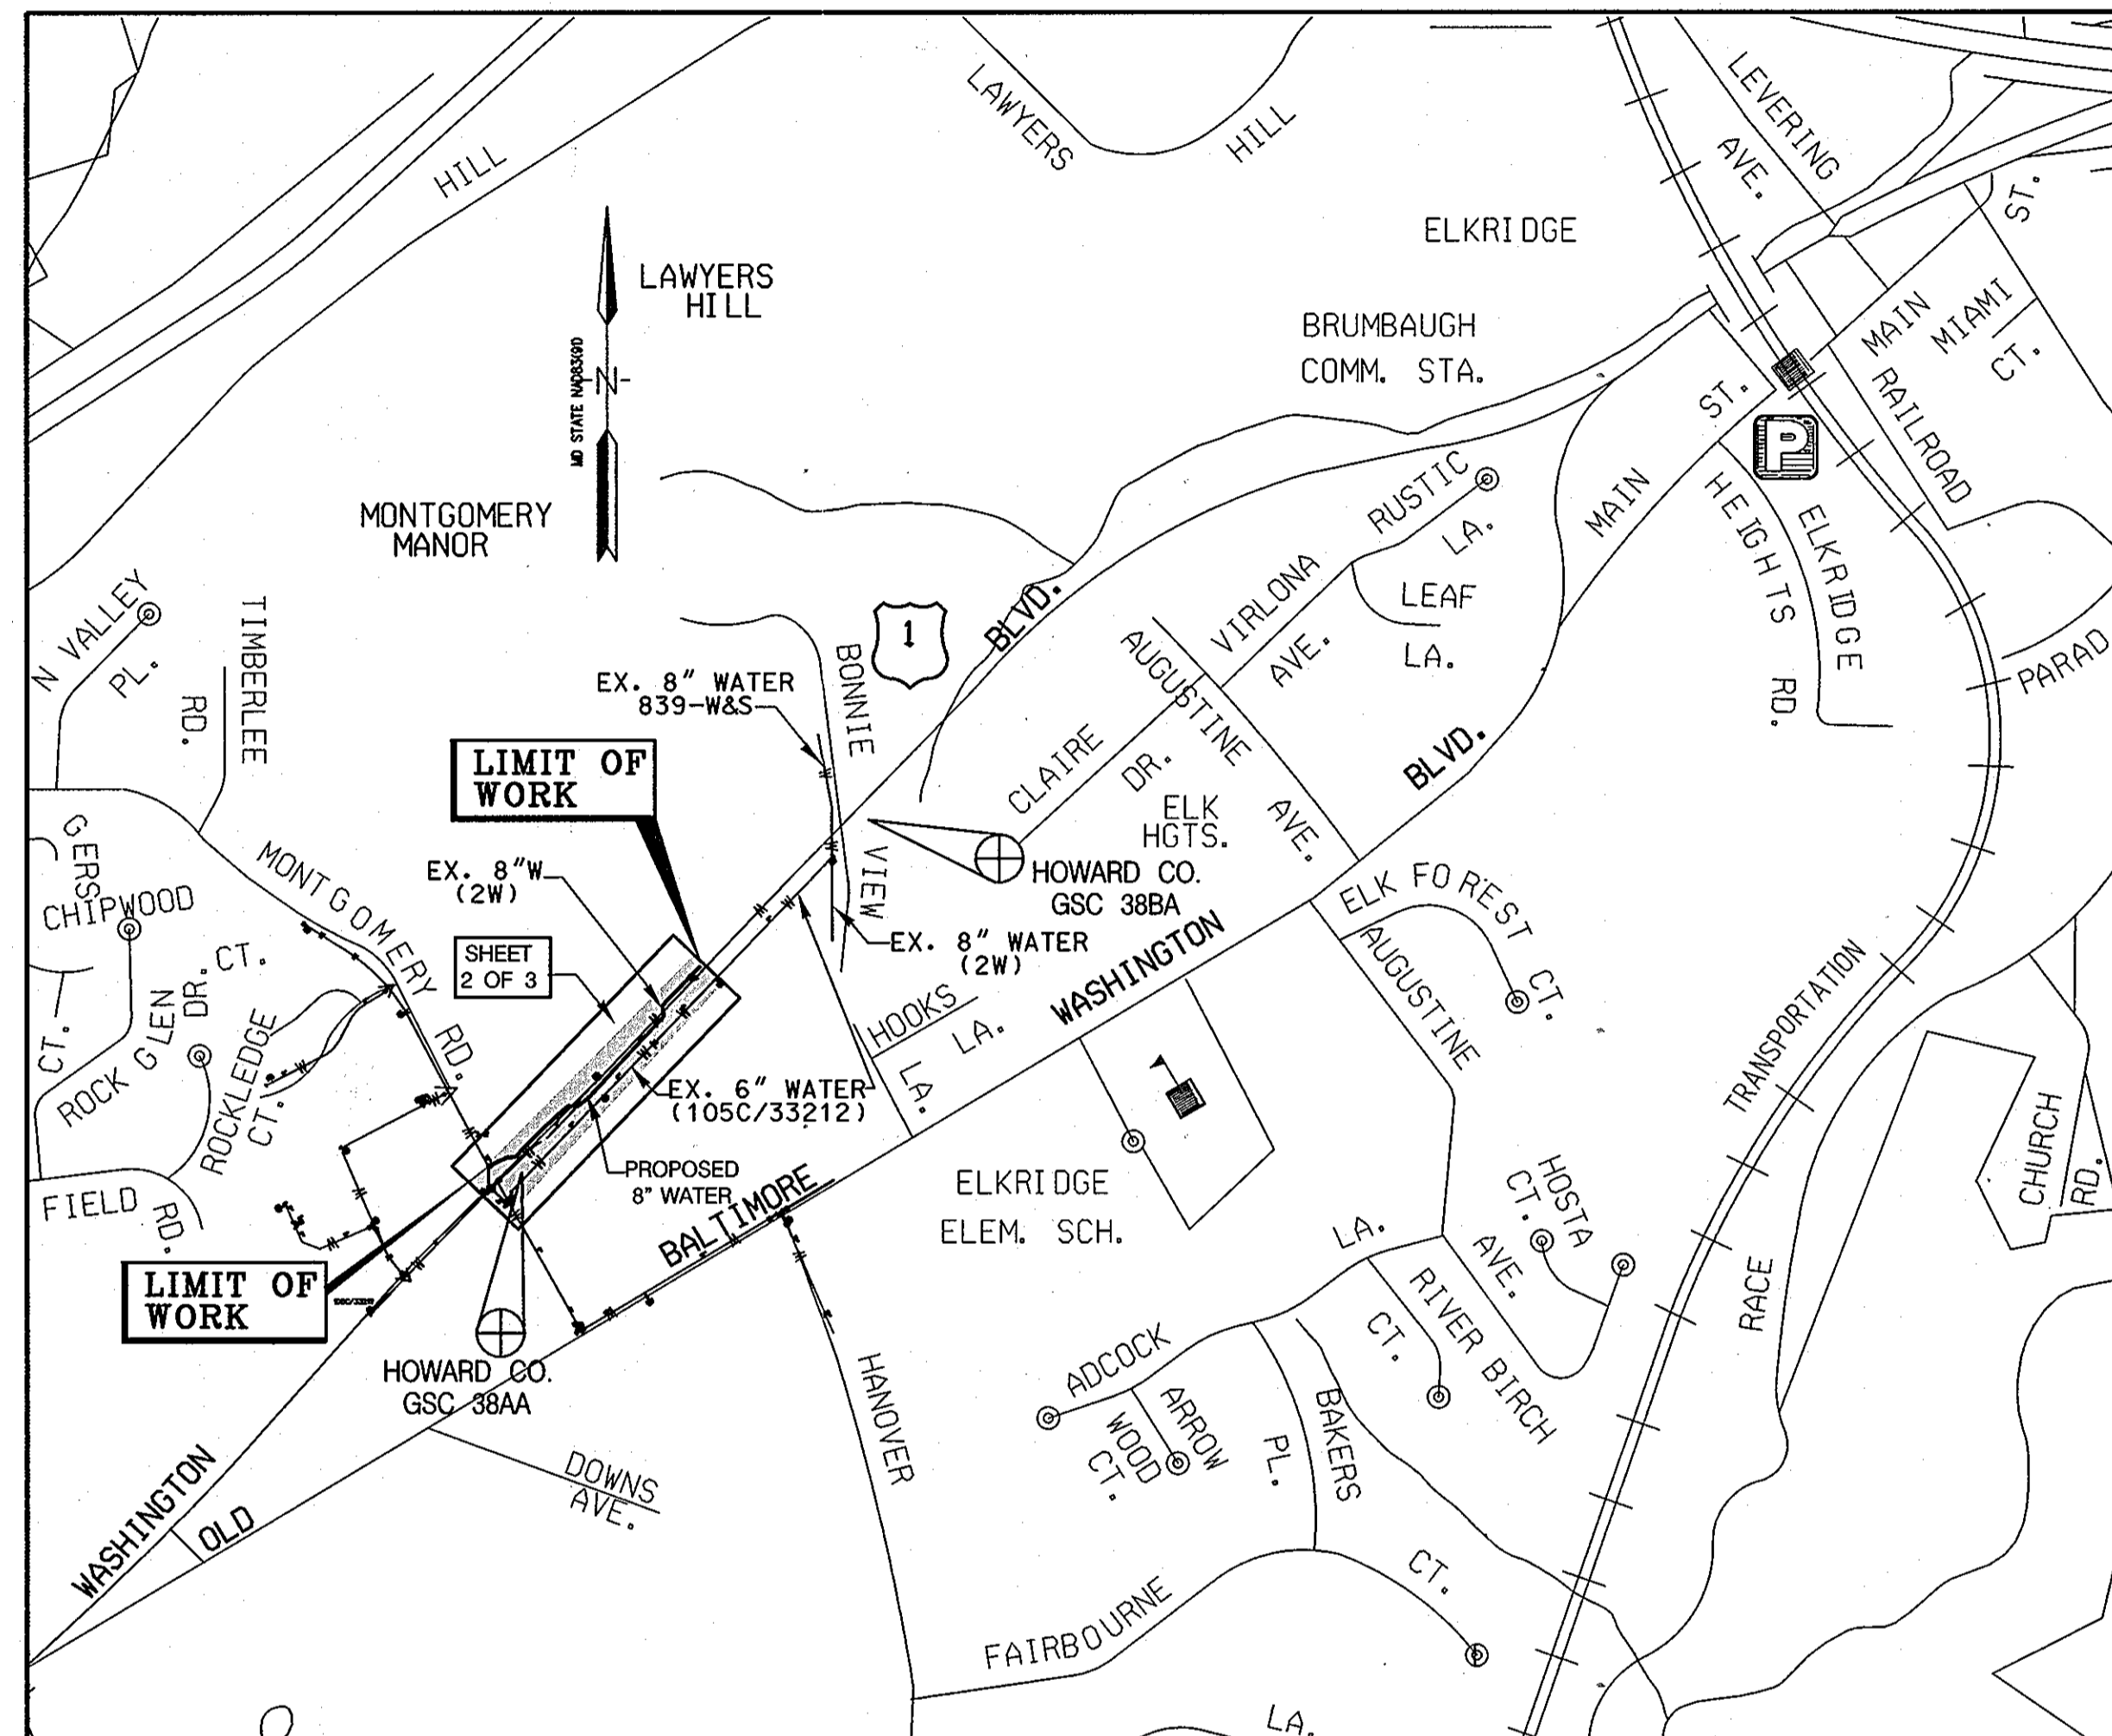 LAWYERS
HILL
HILL
LEVERING
AVE.
ST.
ELKRIDGE
LAWYERS
HILL
MD STATE NAD83(91)
N
BRUMBAUGH
COMM. STA.
MAIN
MIAMI
CT.
RAILROAD
ST.
P
MAIN
HEIGHTS
ELKRIDGE
RD.
MONTGOMERY
MANOR
RUSTIC
LA.
VIRLONA
AVE.
LEAF
LA.
N VALLEY
PL.
TIMBERLEE
RD.
BLVD.
1
BONNIE
VIEW
EX. 8" WATER
839-W&S
AUGUSTINE
AVE.
CLAIRE
DR.
ELK
HGTS.
BLVD.
PARAD
LIMIT OF
WORK
GERS
CHIPWOOD
CT.
MONTGOMERY
RD.
EX. 8"W
(2W)
SHEET
2 OF 3
HOWARD CO.
GSC 38BA
EX. 8" WATER
(2W)
ELK FOREST
CT.
AUGUSTINE
AVE.
WASHINGTON
HOOKS
LA.
LA.
TRANSPORTATION
CT.
ROCK GLEN
DR.
ROCKLEDGE
CT.
EX. 6" WATER
(105C/33212)
PROPOSED
8" WATER
FIELD
RD.
BALTIMORE
ELKRIDGE
ELEM. SCH.
HOSTA
CT.
CHURCH
RD.
LIMIT OF
WORK
105C/33212
HOWARD CO.
GSC 38AA
LA.
RIVER BIRCH
CT.
RACE
ADCOCK
ARROW
WOOD
CT.
BAKERS
PL.
HANOVER
DOWNS
AVE.
WASHINGTON
OLD
FAIRBOURNE
CT.
LA.